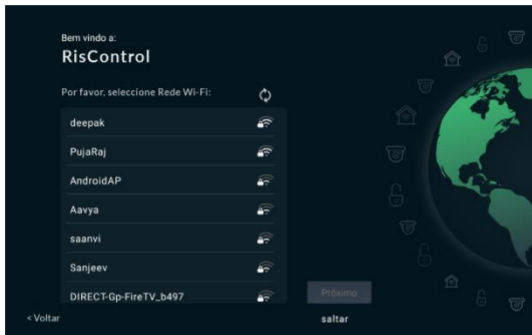 Bem vindo a:
RisControl
Por favor, seleccione Rede Wi-Fi:
deepak
PujaRaj
AndroidAP
Aavya
saanvi
Sanjeev
DIRECT-Gp-FireTV_b497
Próximo
< Voltar
saltar